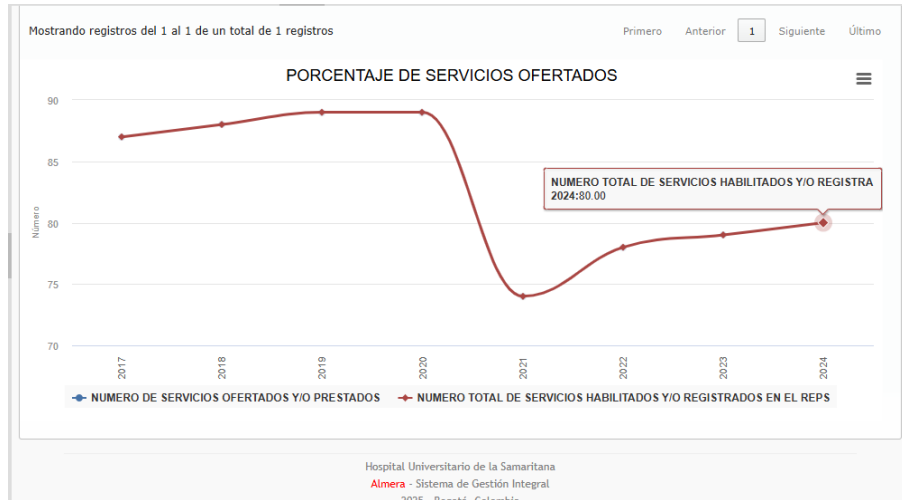 Mostrando registros del 1 al 1 de un total de 1 registros
Primero Anterior 1 Siguiente Último
PORCENTAJE DE SERVICIOS OFERTADOS
90
85
80
75
70
Número
NUMERO TOTAL DE SERVICIOS HABILITADOS Y/O REGISTRA
2024:80.00
2017 2018 2019 2020 2021 2022 2023 2024
NUMERO DE SERVICIOS OFERTADOS Y/O PRESTADOS NUMERO TOTAL DE SERVICIOS HABILITADOS Y/O REGISTRADOS EN EL REPS
Hospital Universitario de la Samaritana
Almera - Sistema de Gestión Integral
2025 - Bogotá, Colombia